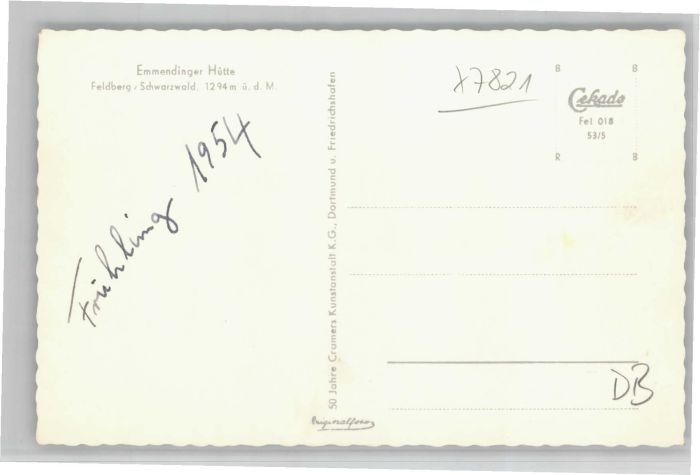 Emmendinger Hütte
Feldberg / Schwarzwald, 1294 m ü. d. M.
Frühling 1954
50 Jahre Cramers Kunstanstalt K.G., Dortmund u. Friedrichshafen
Originalfoto
X7821
B B
Cekade
Fel 018
53/5
R B
DB